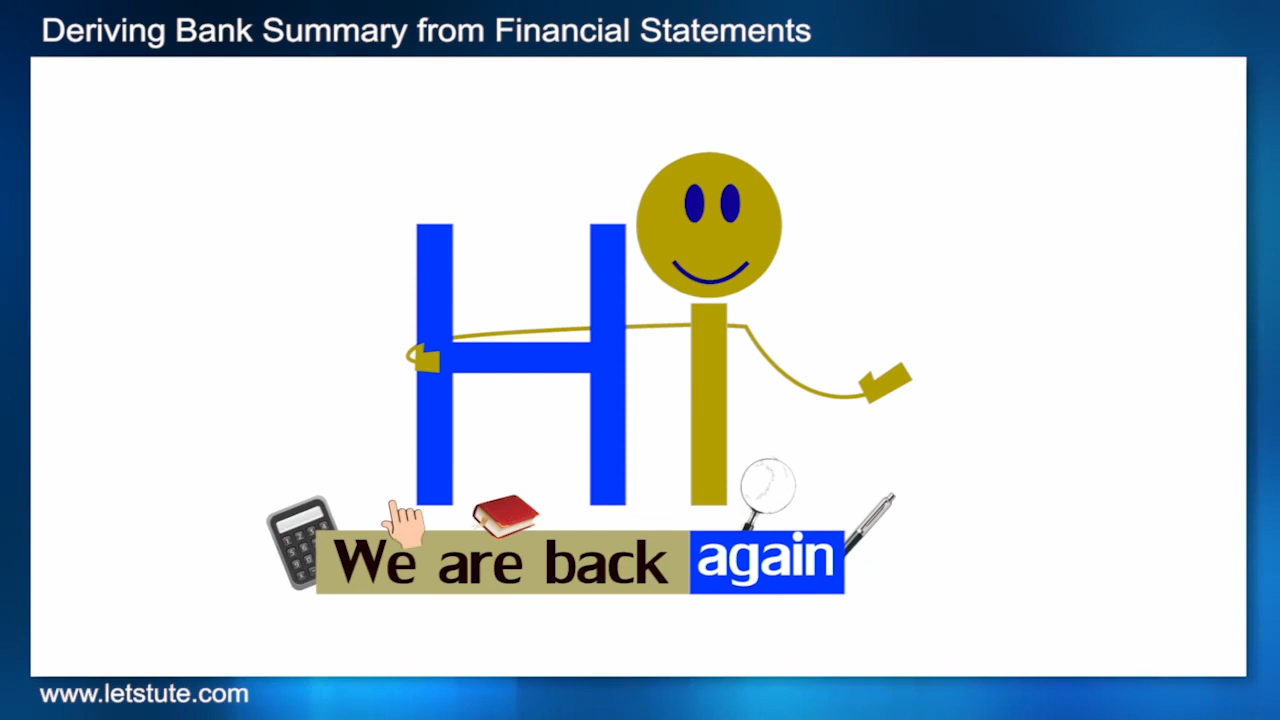 Deriving Bank Summary from Financial Statements
HI
We are back again
www.letstute.com